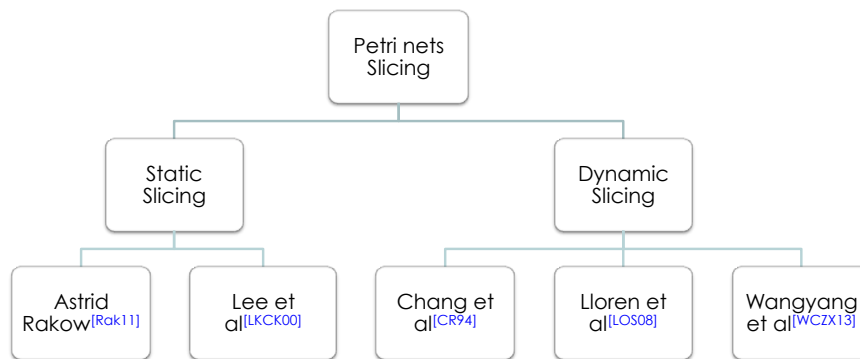 Petri nets
Slicing
Static
Slicing
Dynamic
Slicing
Astrid
Rakow[Rak11]
Lee et
al[LKCK00]
Chang et
al[CR94]
Lloren et
al[LOS08]
Wangyang
et al[WCZX13]